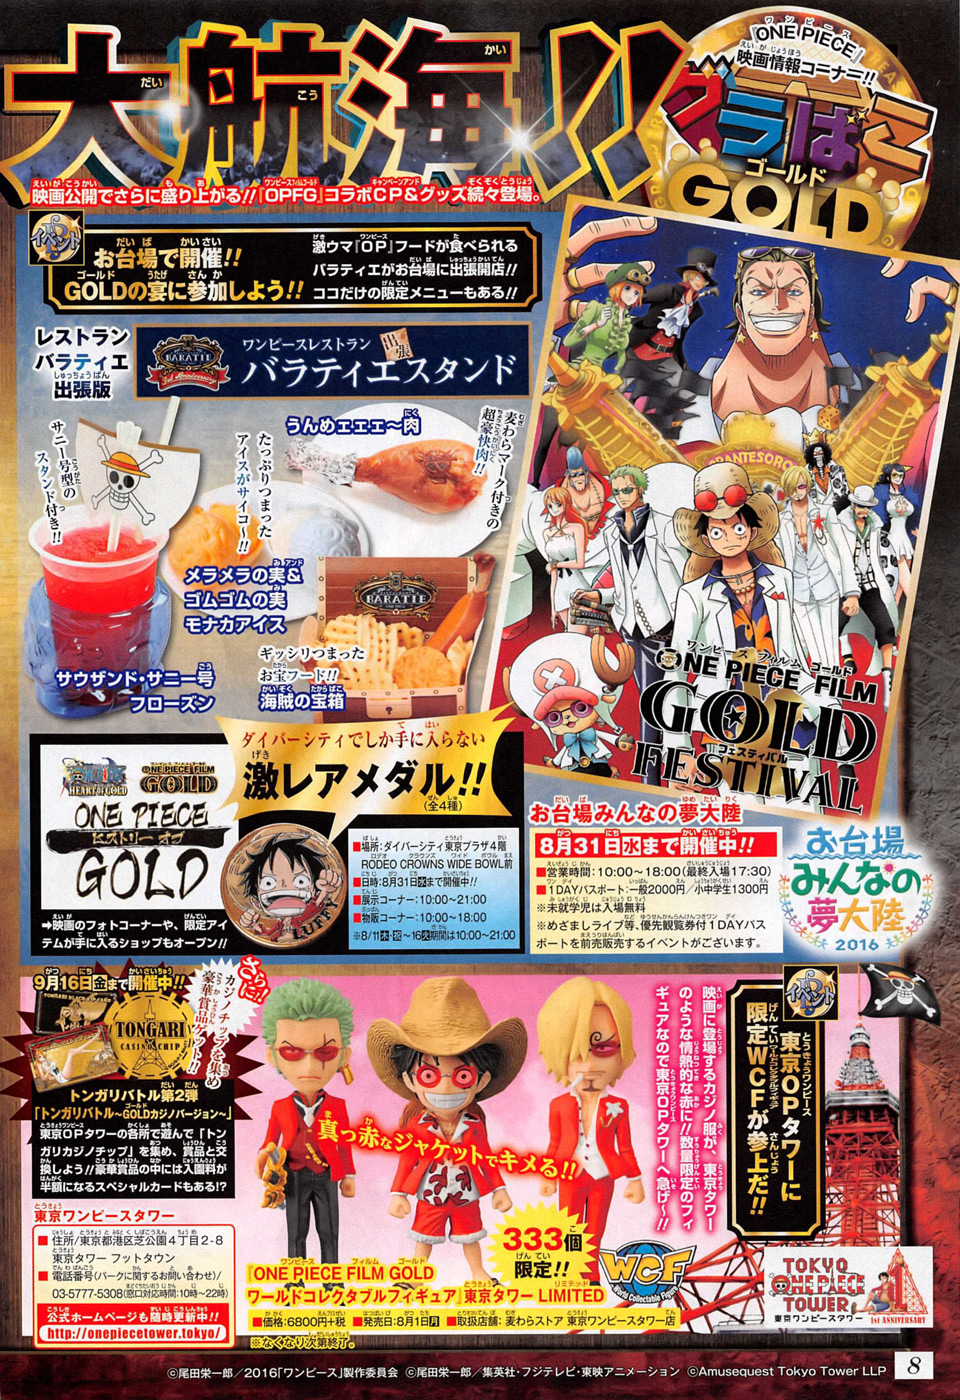 大航海!!
『ONE PIECE』
映画情報コーナー!!
グラばこ
ゴールド
GOLD
映画公開でさらに盛り上がる!!『OPFG』コラボCP&グッズ続々登場。
イベント
お台場で開催!!
GOLDの宴に参加しよう!!
激ウマ『OP』フードが食べられる
バラティエがお台場に出張開店!!
ココだけの限定メニューもある!!
レストラン
バラティエ
出張版
BARATIE
3rd Anniversary
ワンピースレストラン
出張
バラティエスタンド
サニー号型の
スタンド付き!!
たっぷりつまった
アイスがサイコ〜!!
うんめェェェ〜肉
麦わらマーク付きの
超豪快肉!!
メラメラの実&
ゴムゴムの実
モナカアイス
BARATIE
サウザンド・サニー号
フローズン
ギッシリつまった
お宝フード!!
海賊の宝箱
ワンピース フィルム ゴールド
ONE PIECE FILM
GOLD
フェスティバル
FESTIVAL
HEART OF GOLD
ONE PIECE FILM
GOLD
ONE PIECE
ヒストリー オブ
GOLD
➡映画のフォトコーナーや、限定アイ
テムが手に入るショップもオープン!!
ダイバーシティでしか手に入らない
激レアメダル!!
(全4種)
LUFFY
■場所:ダイバーシティ東京プラザ4階
RODEO CROWNS WIDE BOWL前
■日時:8月31日㊌まで開催中!!
■展示コーナー:10:00〜21:00
■物販コーナー:10:00〜18:00
※8/11㊍・㊗〜16㊋期間は10:00〜21:00
お台場みんなの夢大陸
8月31日㊌まで開催中!!
■営業時間:10:00〜18:00(最終入場17:30)
■1DAYパスポート:一般2000円/小中学生1300円
※未就学児は入場無料
※めざましライブ等、優先観覧券付1DAYパス
ポートを前売販売するイベントがございます。
お台場
みんなの
夢大陸
2016
9月16日㊎まで開催中!!
TONGARI
CASINO CHIP
カジノチップスを集め
豪華賞品ゲット!!
トンガリバトル第2弾
「トンガリバトル〜GOLDカジノバージョン〜」
東京OPタワーの各所で遊んで「トン
ガリカジノチップ」を集め、賞品と交
換しよう!!豪華賞品の中には入園料が
半額になるスペシャルカードもある!?
東京ワンピースタワー
■住所/東京都港区芝公園4丁目2-8
東京タワー フットタウン
■電話番号(パークに関するお問い合わせ)/
03-5777-5308(窓口対応時間:10時〜22時)
公式ホームページも随時更新中!!
http://onepiecetower.tokyo/
さらに!!
真っ赤なジャケットでキメる!!
映画に登場するカジノ服が、東京タワー
のような情熱的な赤に!!数量限定のフィ
ギュアなので東京OPタワーへ急げ〜!!
イベント
東京OPタワーに
限定WCFが参上だ!!
333個
限定!!
WCF
World Collectable Figure
『ONE PIECE FILM GOLD
ワールドコレクタブルフィギュア』東京タワー LIMITED
■価格:6800円+税 ■発売日:8月1日㊊ ■取扱店舗:麦わらストア 東京ワンピースタワー店
※なくなり次第終了。
TOKYO
ONE PIECE
TOWER
東京ワンピースタワー
1st ANNIVERSARY
©尾田栄一郎/2016「ワンピース」製作委員会 ©尾田栄一郎/集英社・フジテレビ・東映アニメーション ©Amusequest Tokyo Tower LLP
8